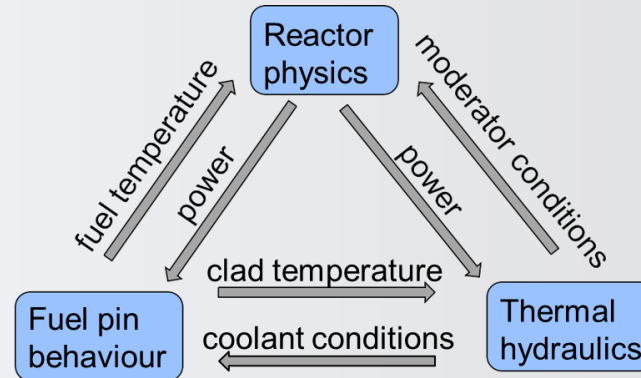 Reactor
physics
fuel temperature
power
power
moderator conditions
clad temperature
coolant conditions
Fuel pin
behaviour
Thermal
hydraulics